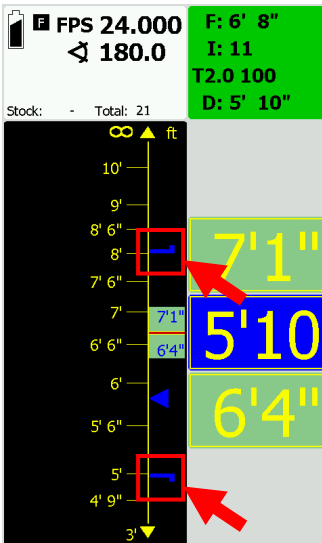 F FPS 24.000
180.0
Stock: - Total: 21
F: 6' 8"
I: 11
T2.0 100
D: 5' 10"
∞ ft
10'
9'
8' 6"
8'
7' 6"
7'
6' 6"
6'
5' 6"
5'
4' 9"
3'
7'1"
6'4"
7'1"
5'10
6'4"